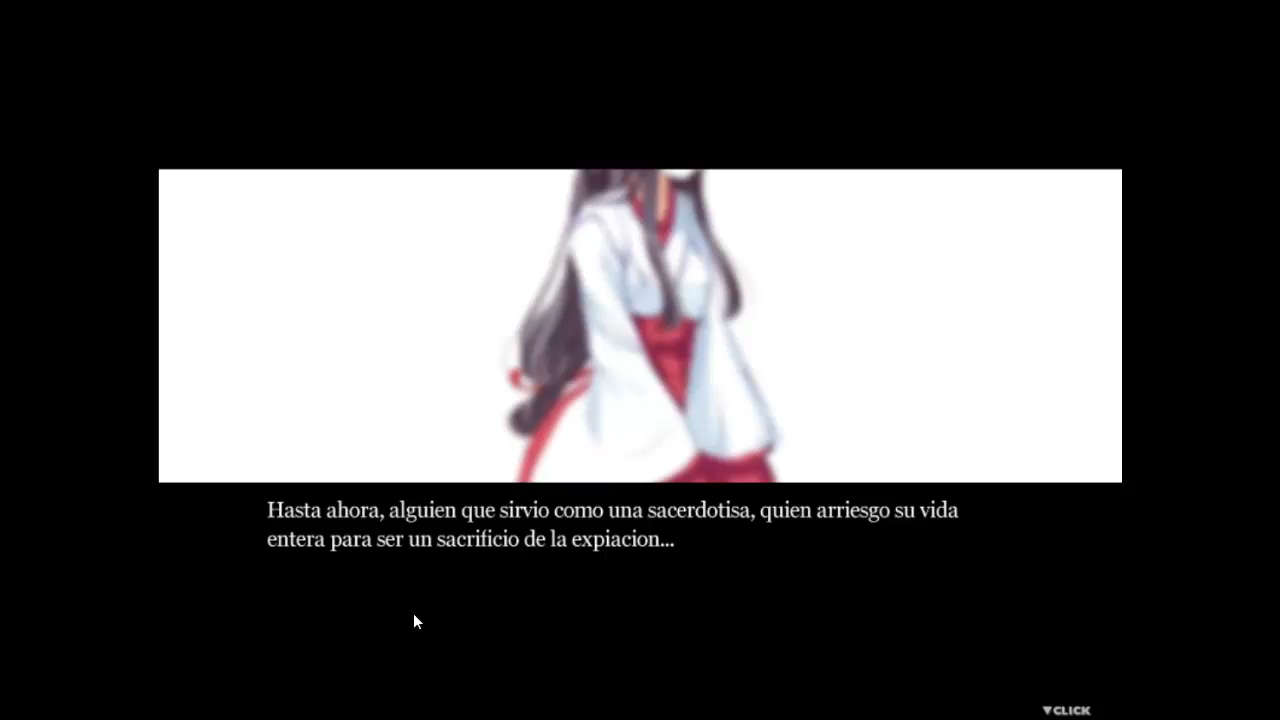 Hasta ahora, alguien que sirvio como una sacerdotisa, quien arriesgo su vida
entera para ser un sacrificio de la expiacion...
▼CLICK